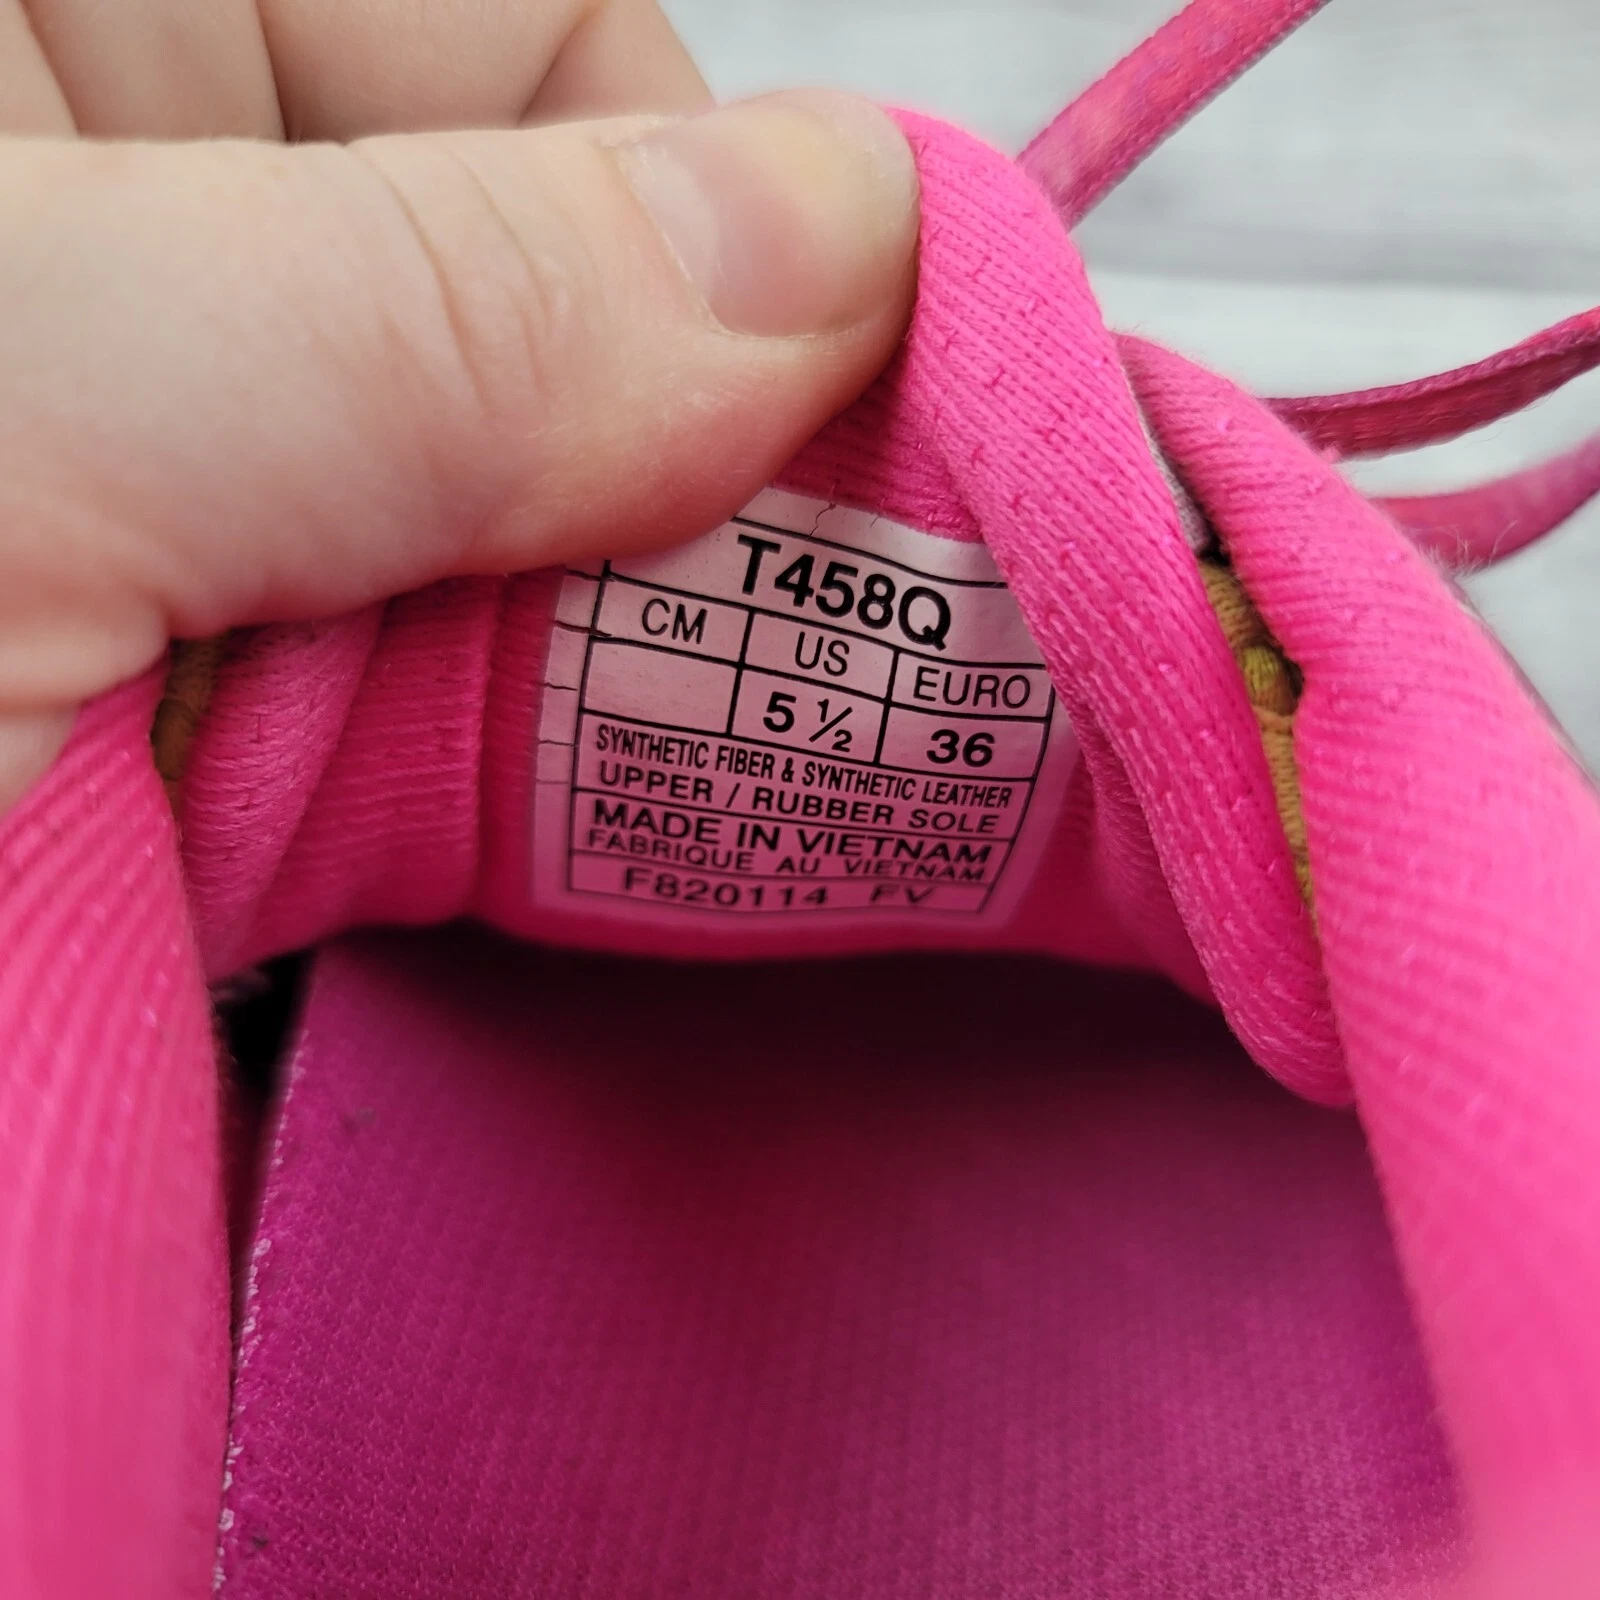 T458Q
CM US EURO
5 ½ 36
SYNTHETIC FIBER & SYNTHETIC LEATHER
UPPER / RUBBER SOLE
MADE IN VIETNAM
FABRIQUE AU VIETNAM
F820114 FV